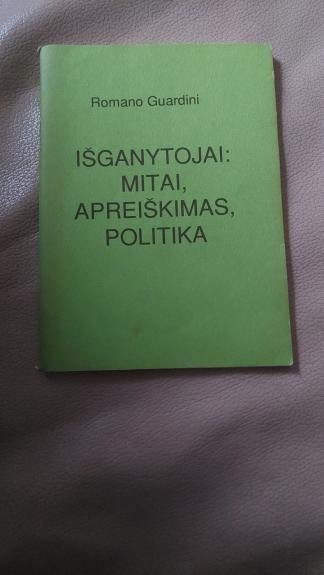 Romano Guardini
IŠGANYTOJAI:
MITAI,
APREIŠKIMAS,
POLITIKA